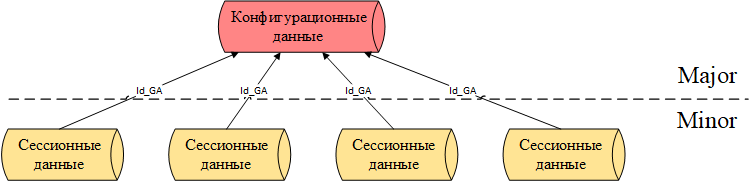 Конфигурационные
данные
Id_GA Id_GA Id_GA Id_GA
Major
Minor
Сессионные
данные
Сессионные
данные
Сессионные
данные
Сессионные
данные